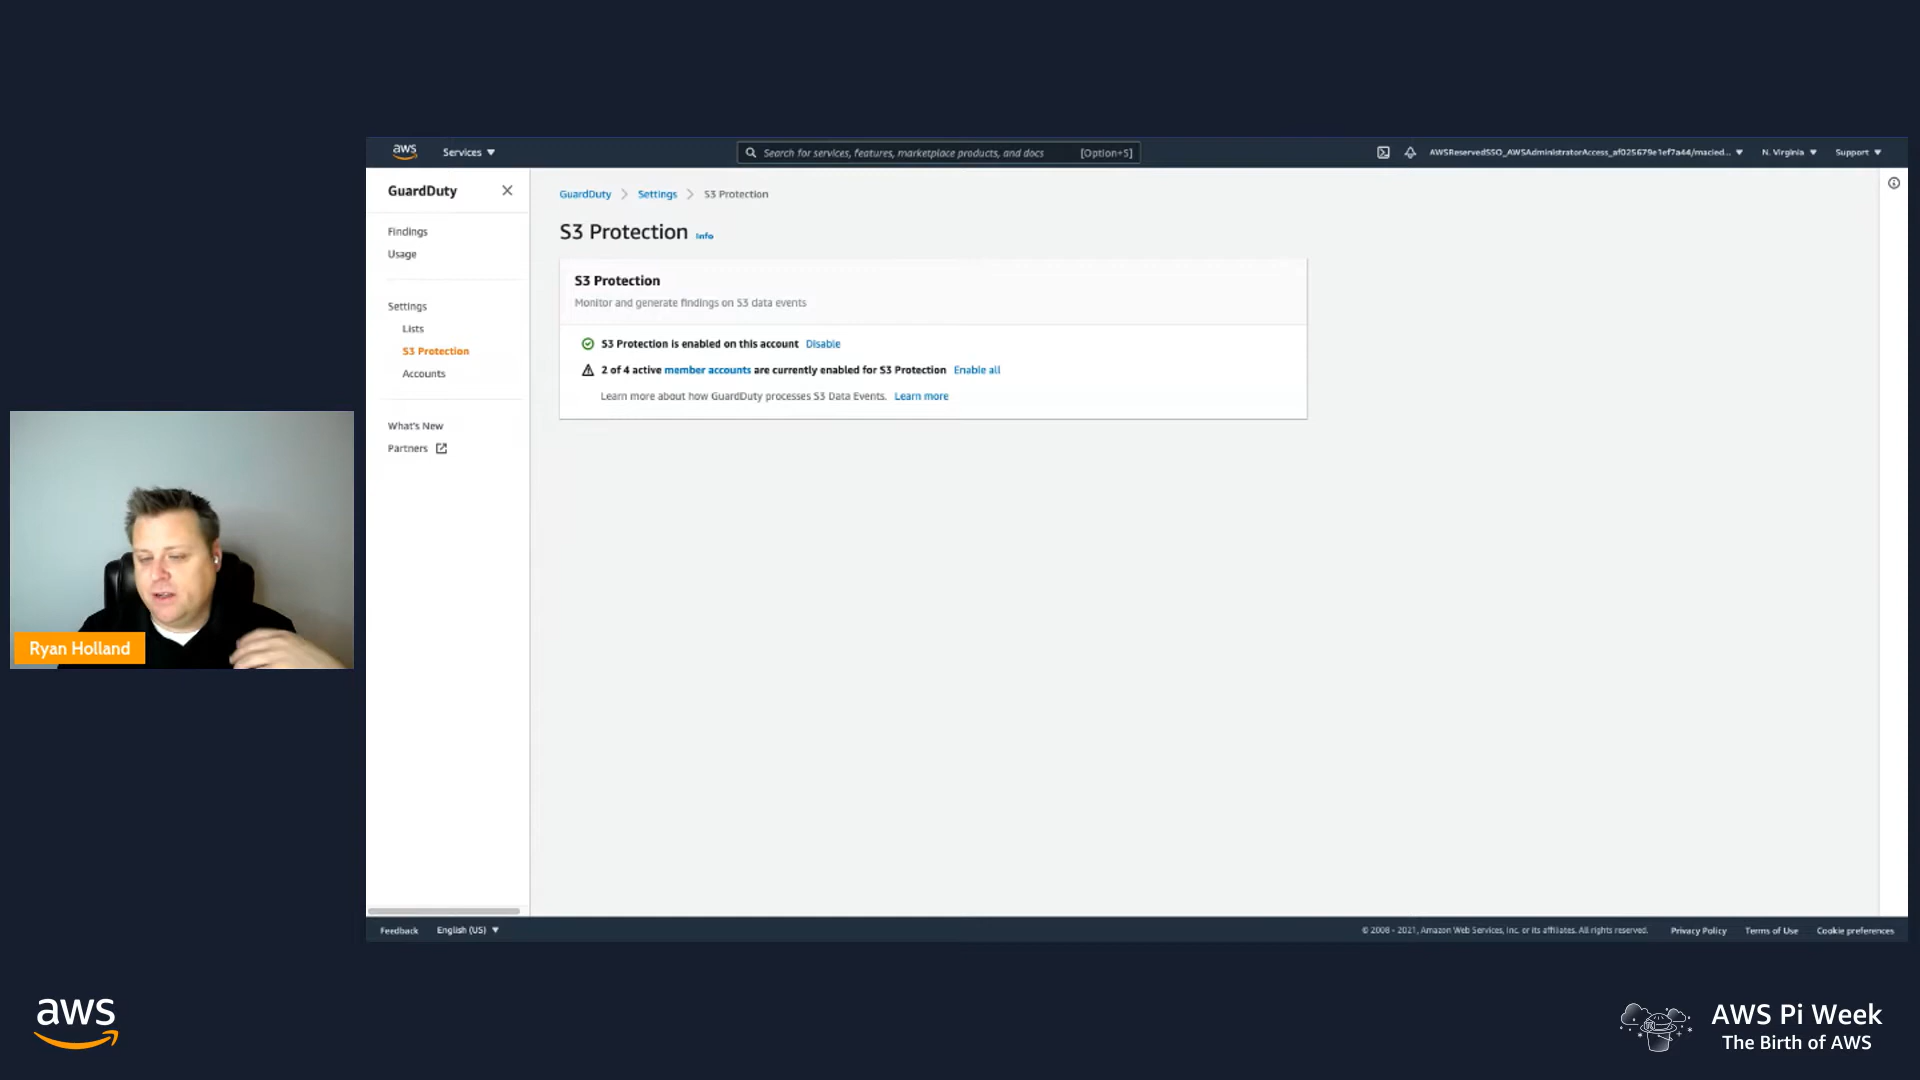 aws
Services
Search for services, features, marketplace products, and docs
[Option+S]
AWSReservedSSO_AWSAdministratorAccess_af025679e1ef7a44/macied...
N. Virginia
Support
GuardDuty
Findings
Usage
Settings
Lists
S3 Protection
Accounts
What's New
Partners
GuardDuty
Settings
S3 Protection
S3 Protection Info
S3 Protection
Monitor and generate findings on S3 data events
S3 Protection is enabled on this account Disable
2 of 4 active member accounts are currently enabled for S3 Protection Enable all
Learn more about how GuardDuty processes S3 Data Events. Learn more
Ryan Holland
Feedback
English (US)
© 2008 - 2021, Amazon Web Services, Inc. or its affiliates. All rights reserved.
Privacy Policy
Terms of Use
Cookie preferences
aws
AWS Pi Week
The Birth of AWS